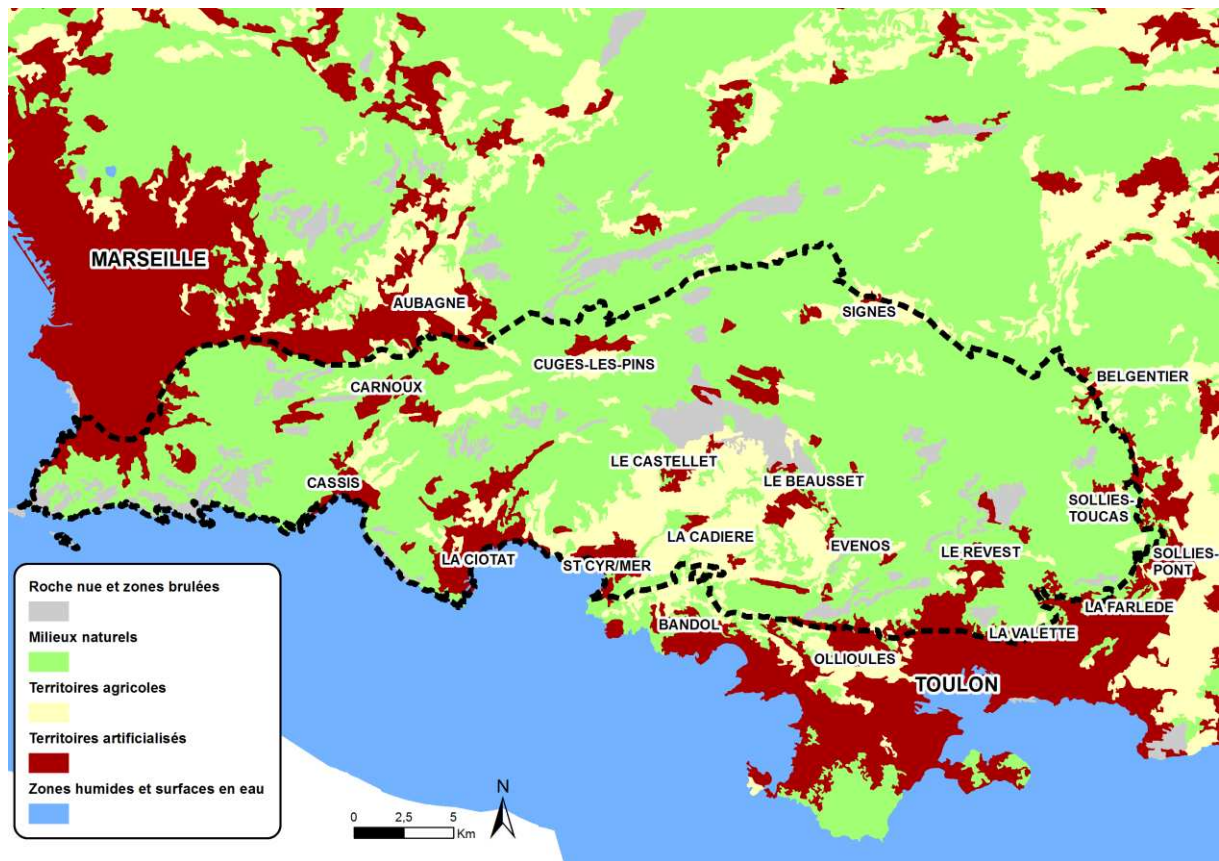 MARSEILLE
AUBAGNE
SIGNES
CUGES-LES-PINS
BELGENTIER
CARNOUX
LE CASTELLET
CASSIS
LE BEAUSSET
SOLLIES-
TOUCAS
LA CADIERE
EVENOS
LE REVEST
LA CIOTAT
ST CYR/MER
SOLLIES-
PONT
LA FARLEDE
BANDOL
LA VALETTE
OLLIOULES
TOULON
Roche nue et zones brulées
Milieux naturels
Territoires agricoles
Territoires artificialisés
Zones humides et surfaces en eau
N
0 2,5 5
Km